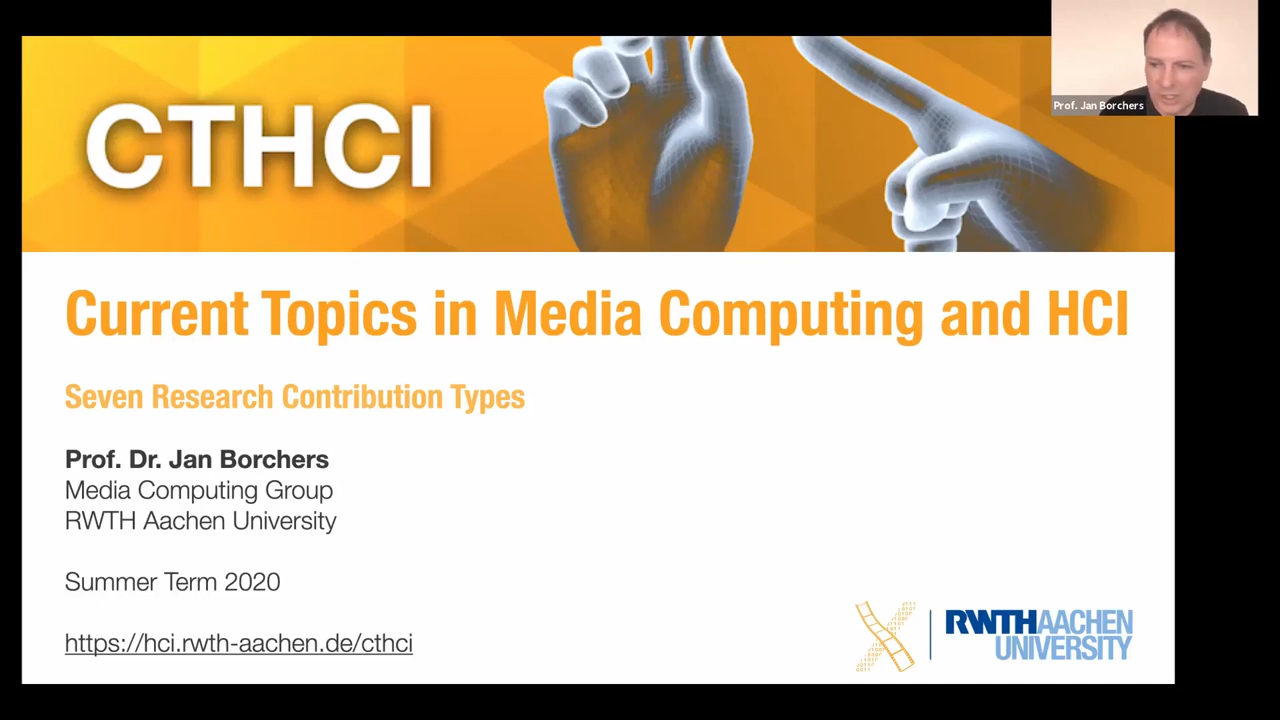 Prof. Jan Borchers
CTHCI
Current Topics in Media Computing and HCI
Seven Research Contribution Types
Prof. Dr. Jan Borchers
Media Computing Group
RWTH Aachen University
Summer Term 2020
https://hci.rwth-aachen.de/cthci
RWTHAACHEN
UNIVERSITY